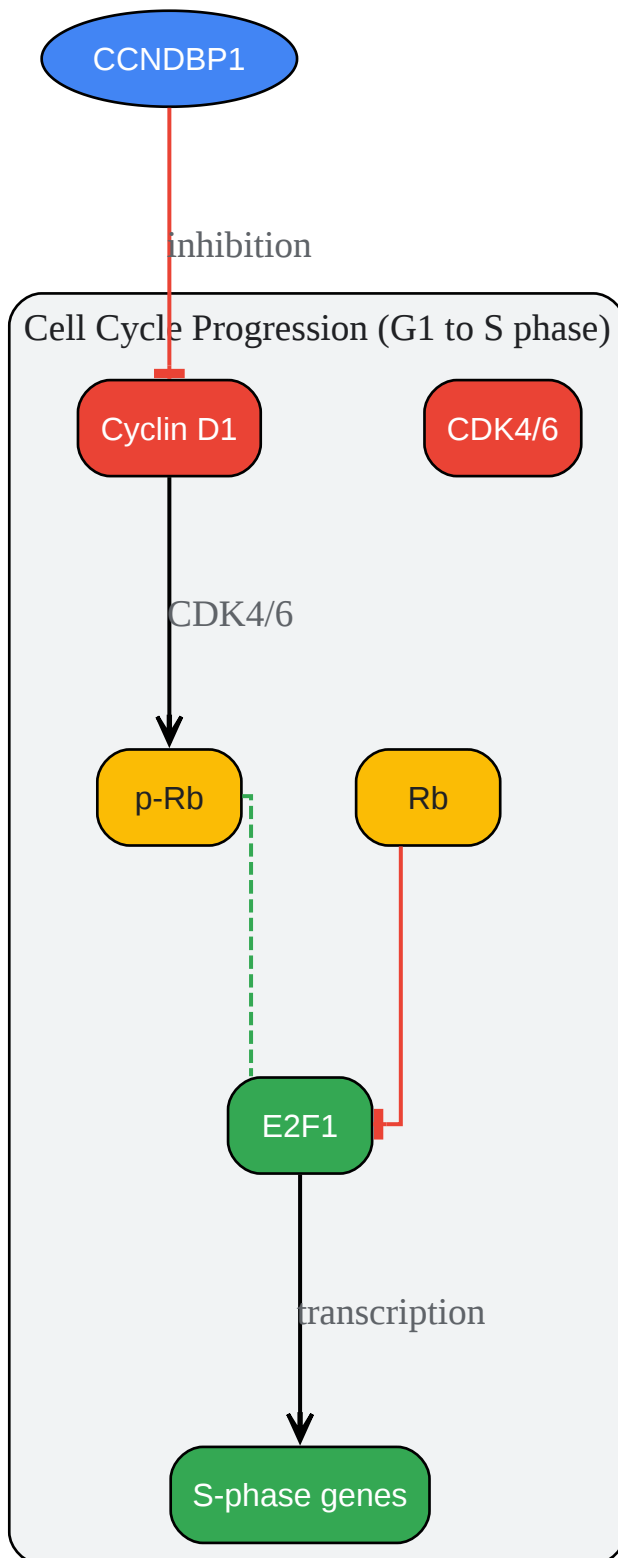 CCNDBP1
inhibition
Cell Cycle Progression (G1 to S phase)
Cyclin D1
CDK4/6
CDK4/6
p-Rb
Rb
E2F1
transcription
S-phase genes